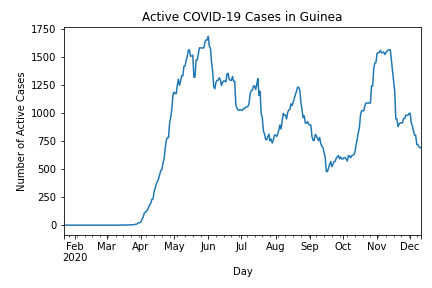 Active COVID-19 Cases in Guinea
1750
1500
1250
1000
750
500
250
0
Number of Active Cases
Feb Mar Apr May Jun Jul Aug Sep Oct Nov Dec
2020
Day